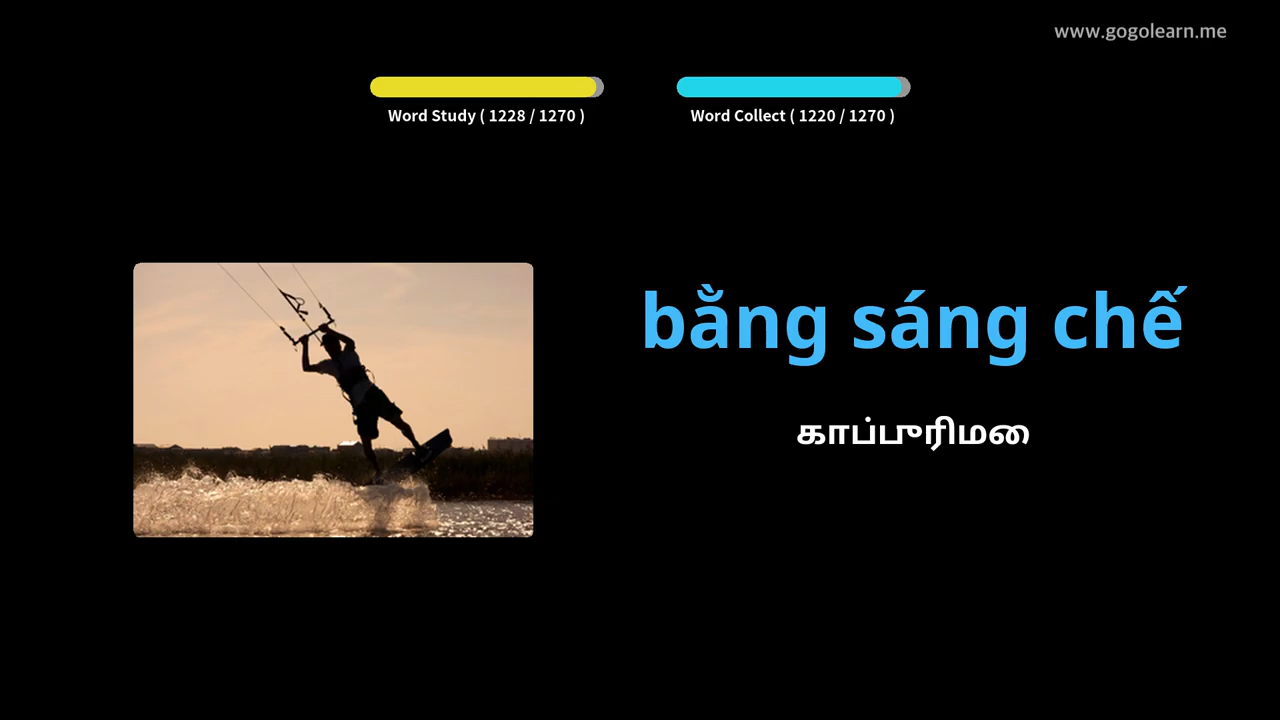 www.gogolearn.me
Word Study ( 1228 / 1270 )
Word Collect ( 1220 / 1270 )
bằng sáng chế
காப்புரிமை